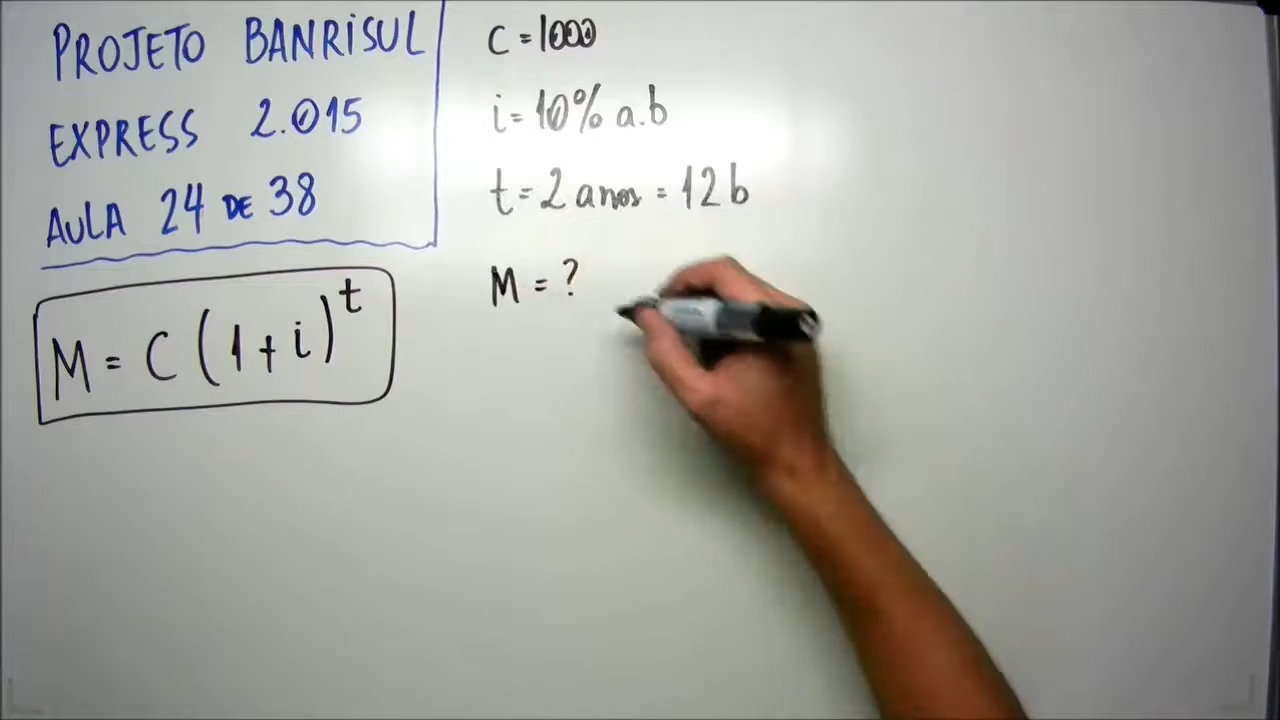 PROJETO BANRISUL
EXPRESS 2.015
AULA 24 DE 38
M = C (1 + i)^t
C = 1000
i = 10% a.b
t = 2 anos = 12 b
M = ?